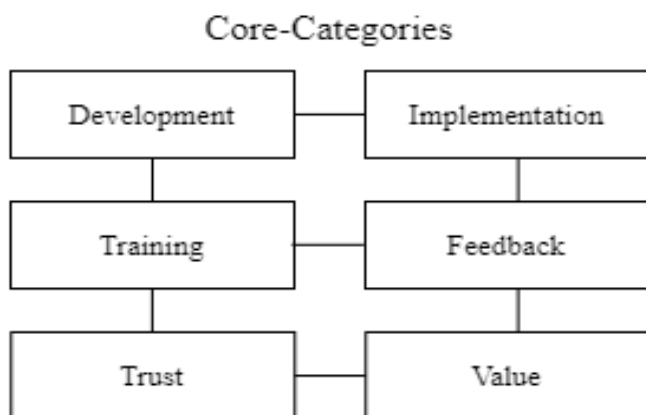 Core-Categories
Development
Implementation
Training
Feedback
Trust
Value